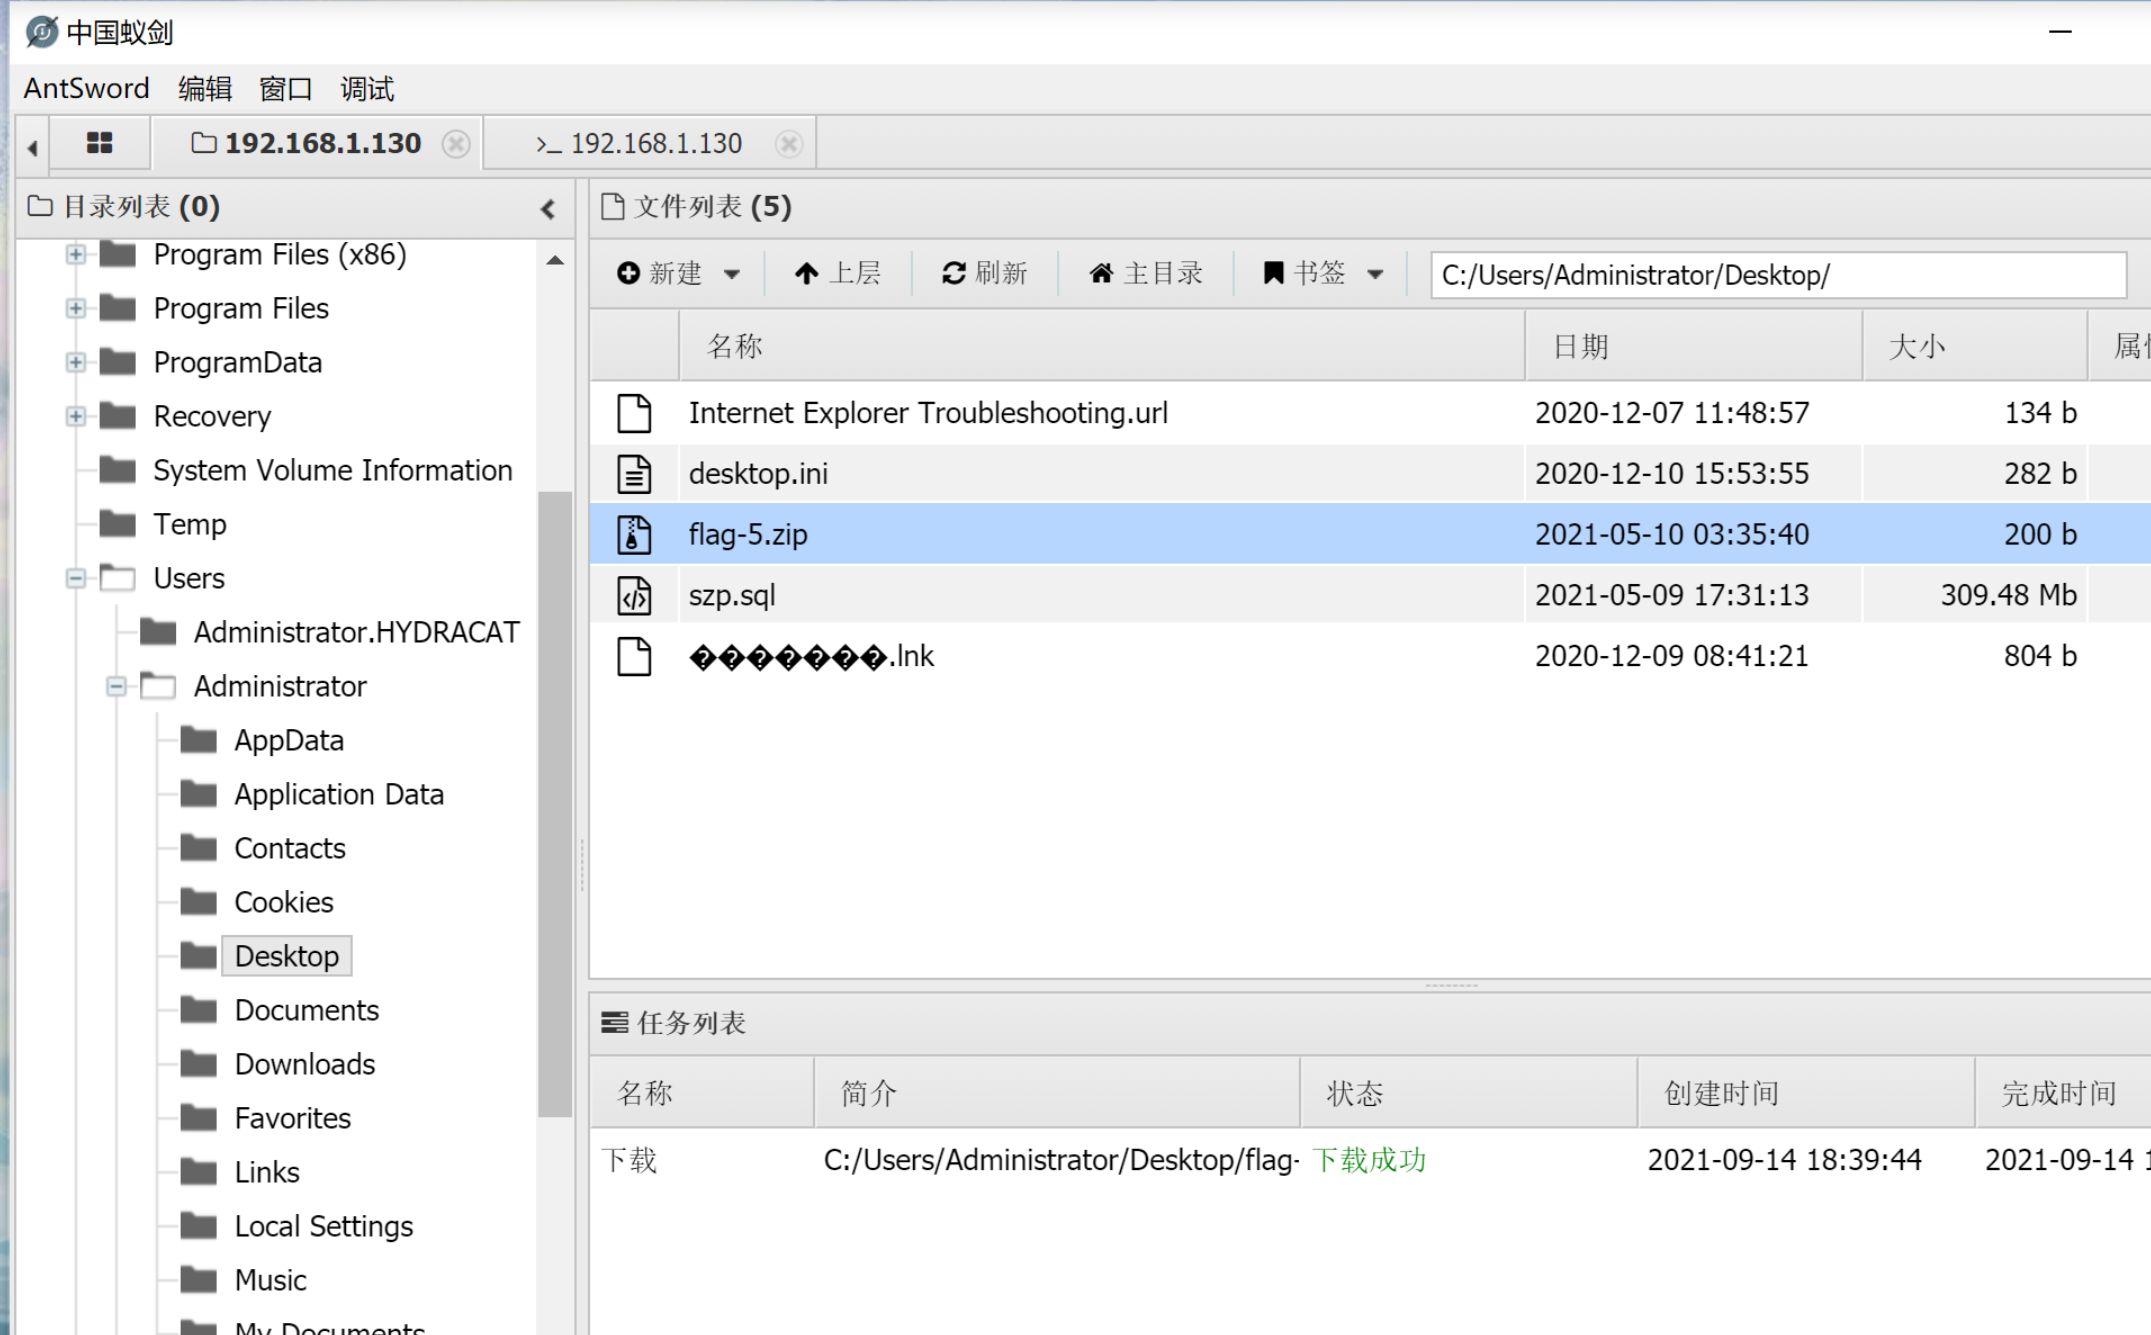 中国蚁剑
AntSword 编辑 窗口 调试
192.168.1.130 >_ 192.168.1.130
目录列表 (0)
Program Files (x86)
Program Files
ProgramData
Recovery
System Volume Information
Temp
Users
Administrator.HYDRACAT
Administrator
AppData
Application Data
Contacts
Cookies
Desktop
Documents
Downloads
Favorites
Links
Local Settings
Music
My Documents
文件列表 (5)
新建 上层 刷新 主目录 书签 C:/Users/Administrator/Desktop/
名称 日期 大小 属
Internet Explorer Troubleshooting.url 2020-12-07 11:48:57 134 b
desktop.ini 2020-12-10 15:53:55 282 b
flag-5.zip 2021-05-10 03:35:40 200 b
szp.sql 2021-05-09 17:31:13 309.48 Mb
�������.lnk 2020-12-09 08:41:21 804 b
任务列表
名称 简介 状态 创建时间 完成时间
下载 C:/Users/Administrator/Desktop/flag- 下载成功 2021-09-14 18:39:44 2021-09-14 1